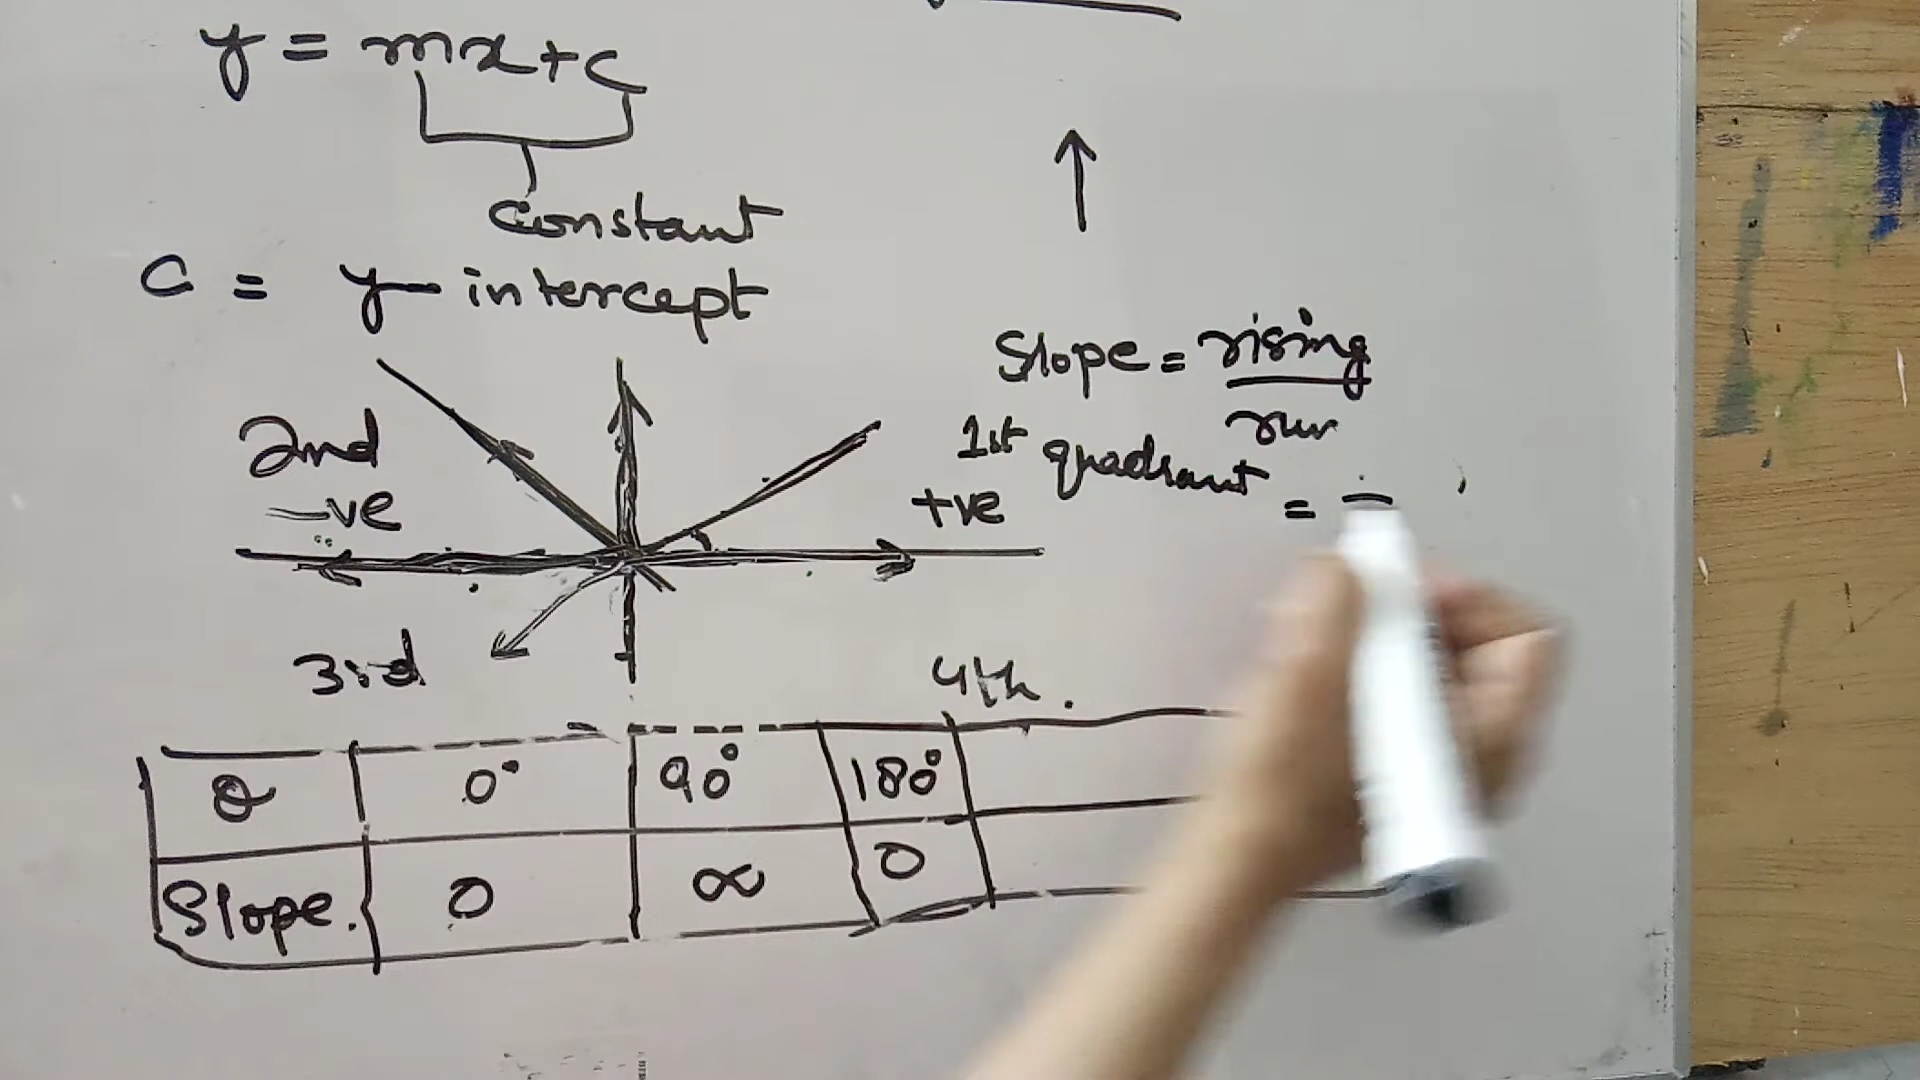 y = mx+c
constant
c = y-intercept
Slope = rising
run
2nd
-ve
1st quadrant
+ve
= -
3rd
4th.
θ 0° 90° 180°
Slope. 0 ∝ 0